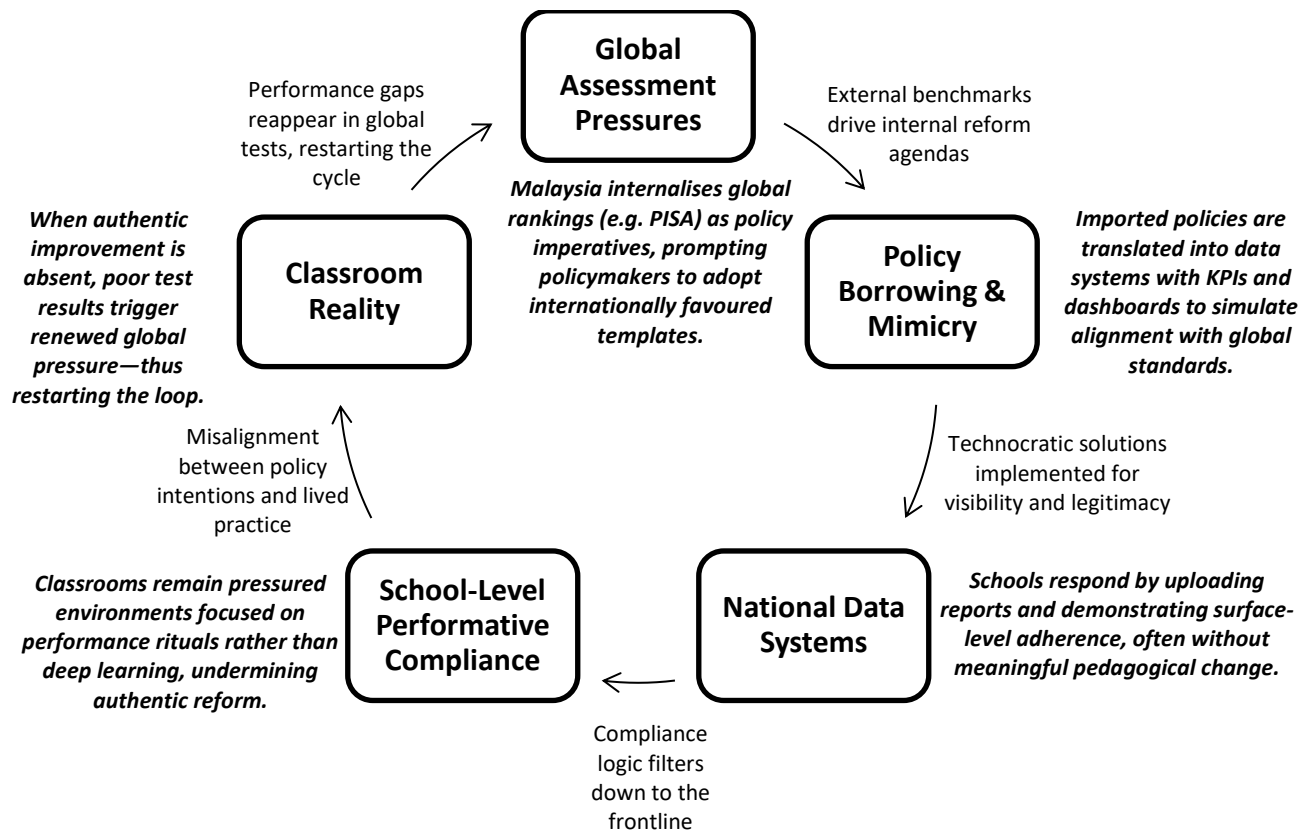 Global
Assessment
Pressures
External benchmarks
drive internal reform
agendas
Malaysia internalises global
rankings (e.g. PISA) as policy
imperatives, prompting
policymakers to adopt
internationally favoured
templates.
Policy
Borrowing &
Mimicry
Imported policies are
translated into data
systems with KPIs and
dashboards to simulate
alignment with global
standards.
Technocratic solutions
implemented for
visibility and legitimacy
National Data
Systems
Schools respond by uploading
reports and demonstrating surface-
level adherence, often without
meaningful pedagogical change.
Compliance
logic filters
down to the
frontline
School-Level
Performative
Compliance
Classrooms remain pressured
environments focused on
performance rituals rather than
deep learning, undermining
authentic reform.
Misalignment
between policy
intentions and lived
practice
Classroom
Reality
When authentic
improvement is
absent, poor test
results trigger
renewed global
pressure—thus
restarting the loop.
Performance gaps
reappear in global
tests, restarting the
cycle